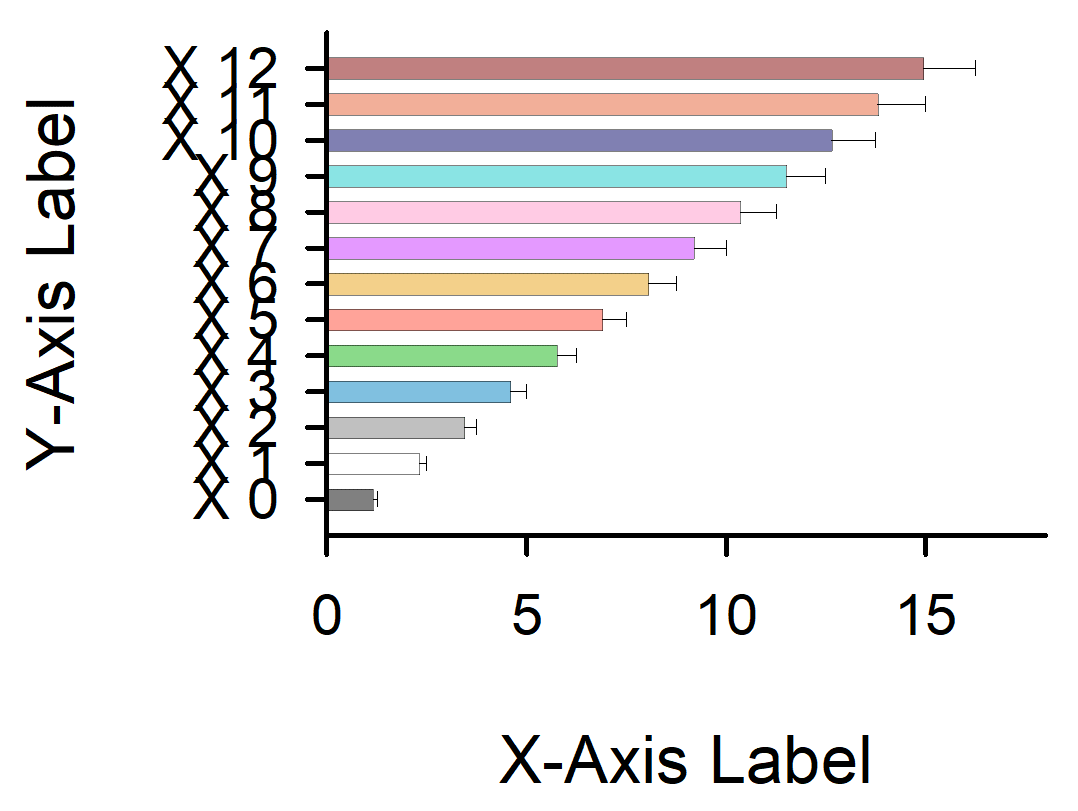 Y-Axis Label
X 12
X 11
X 10
X 9
X 8
X 7
X 6
X 5
X 4
X 3
X 2
X 1
X 0
0 5 10 15
X-Axis Label